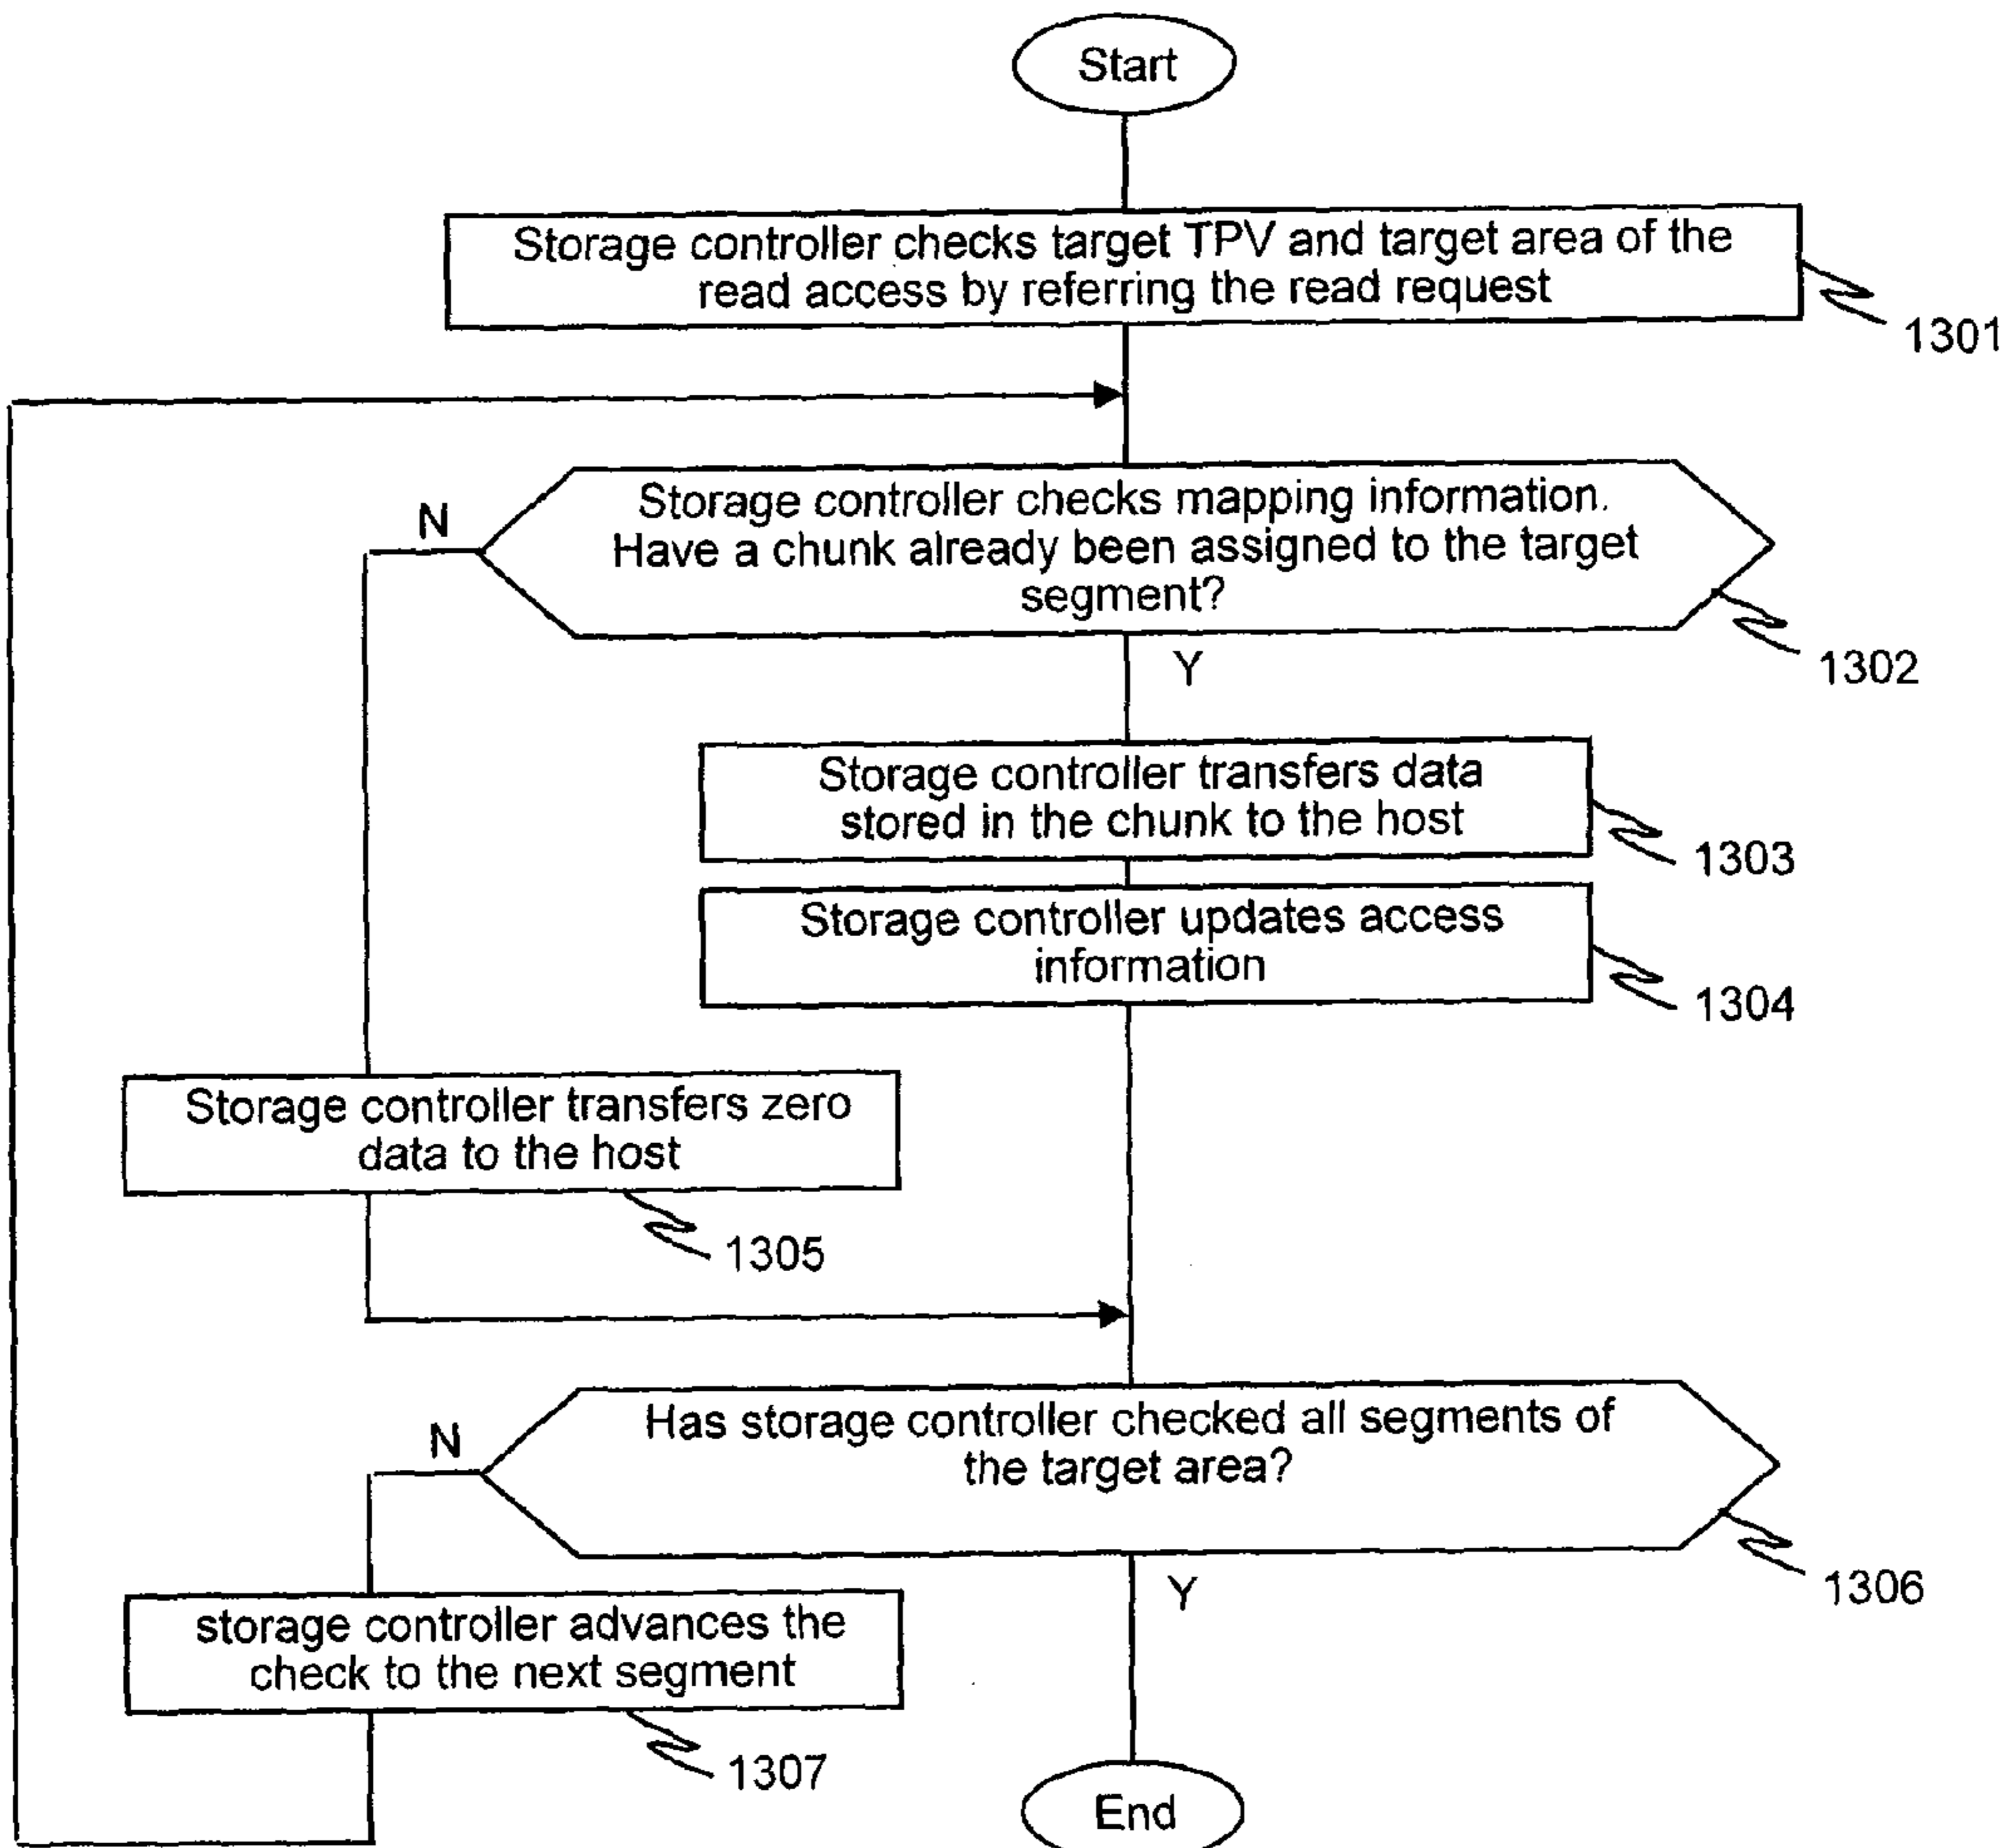 Start
Storage controller checks target TPV and target area of the
read access by referring the read request
1301
Storage controller checks mapping information.
Have a chunk already been assigned to the target
segment?
N
1302
Y
Storage controller transfers data
stored in the chunk to the host
1303
Storage controller updates access
information
1304
Storage controller transfers zero
data to the host
1305
Has storage controller checked all segments of
the target area?
N
1306
Y
storage controller advances the
check to the next segment
1307
End